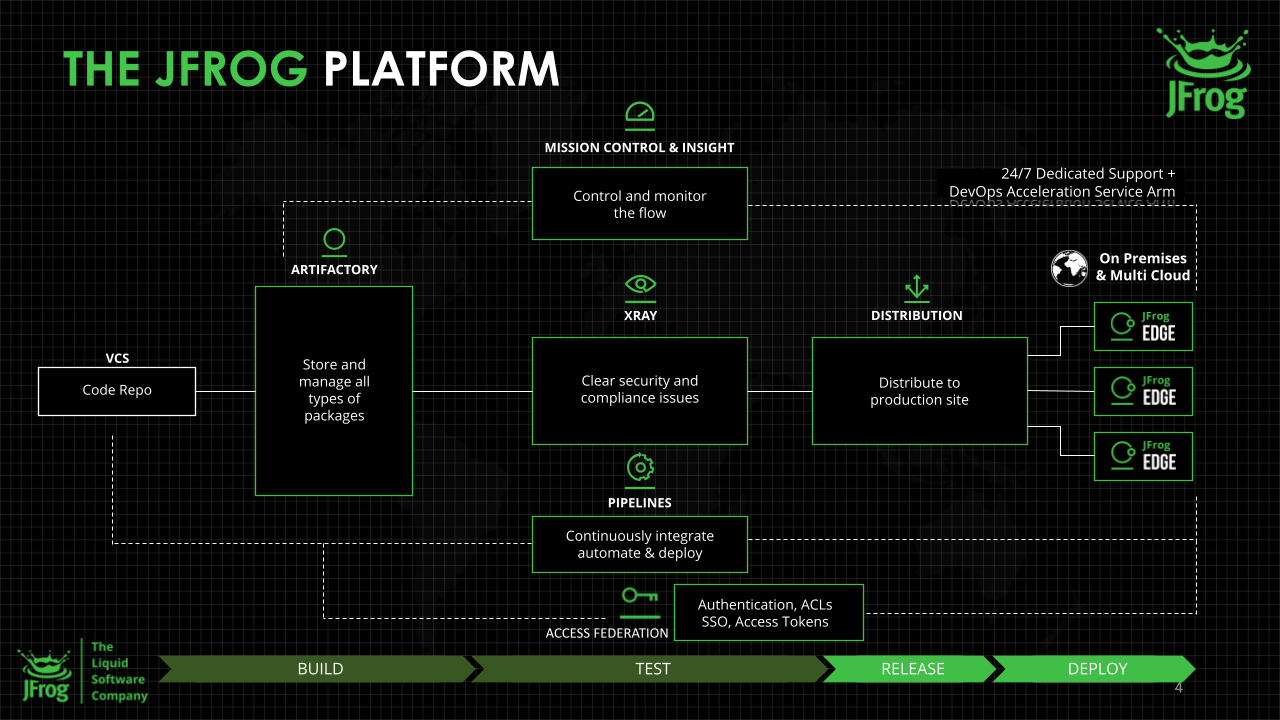 THE JFROG PLATFORM
JFrog
MISSION CONTROL & INSIGHT
Control and monitor
the flow
24/7 Dedicated Support +
DevOps Acceleration Service Arm
ARTIFACTORY
Store and
manage all
types of
packages
XRAY
Clear security and
compliance issues
DISTRIBUTION
Distribute to
production site
On Premises
& Multi Cloud
JFrog
EDGE
JFrog
EDGE
JFrog
EDGE
VCS
Code Repo
PIPELINES
Continuously integrate
automate & deploy
ACCESS FEDERATION
Authentication, ACLs
SSO, Access Tokens
JFrog
The
Liquid
Software
Company
BUILD
TEST
RELEASE
DEPLOY
4